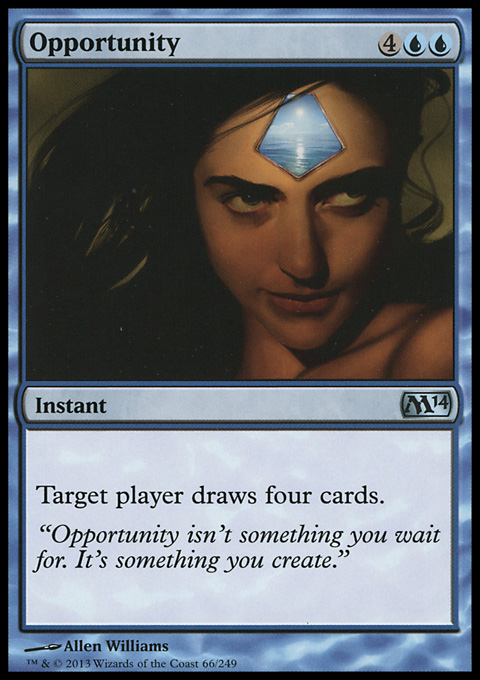 Opportunity 4
Instant M14
Target player draws four cards.
“Opportunity isn’t something you wait
for. It’s something you create.”
Allen Williams
™ & © 2013 Wizards of the Coast 66/249